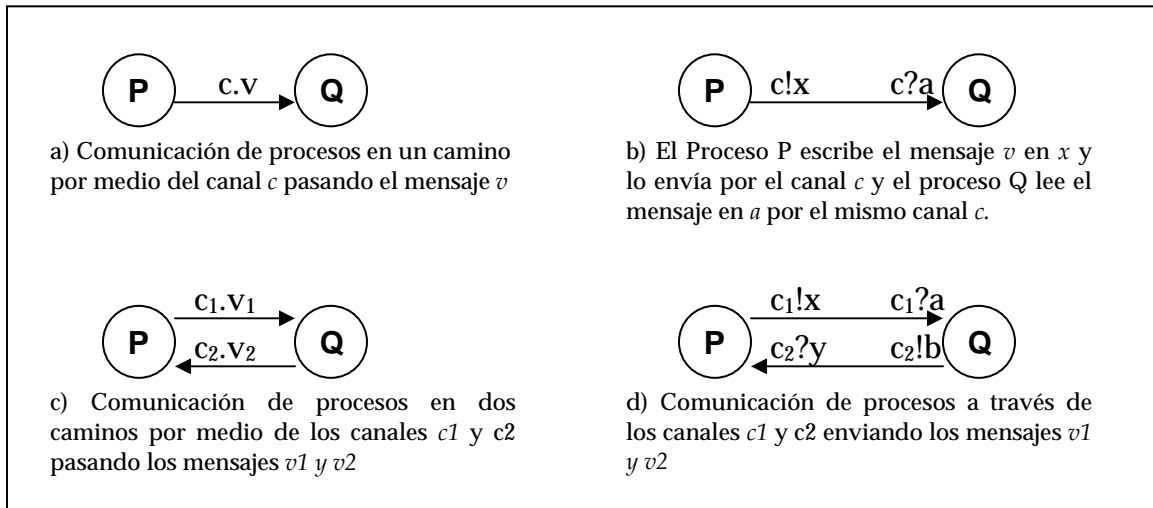 P c.v Q
a) Comunicación de procesos en un camino
por medio del canal c pasando el mensaje v
P c!x c?a Q
b) El Proceso P escribe el mensaje v en x y
lo envía por el canal c y el proceso Q lee el
mensaje en a por el mismo canal c.
c₁.v₁
P Q
c₂.v₂
c) Comunicación de procesos en dos
caminos por medio de los canales c1 y c2
pasando los mensajes v1 y v2
c₁!x c₁?a
P Q
c₂?y c₂!b
d) Comunicación de procesos a través de
los canales c1 y c2 enviando los mensajes v1
y v2